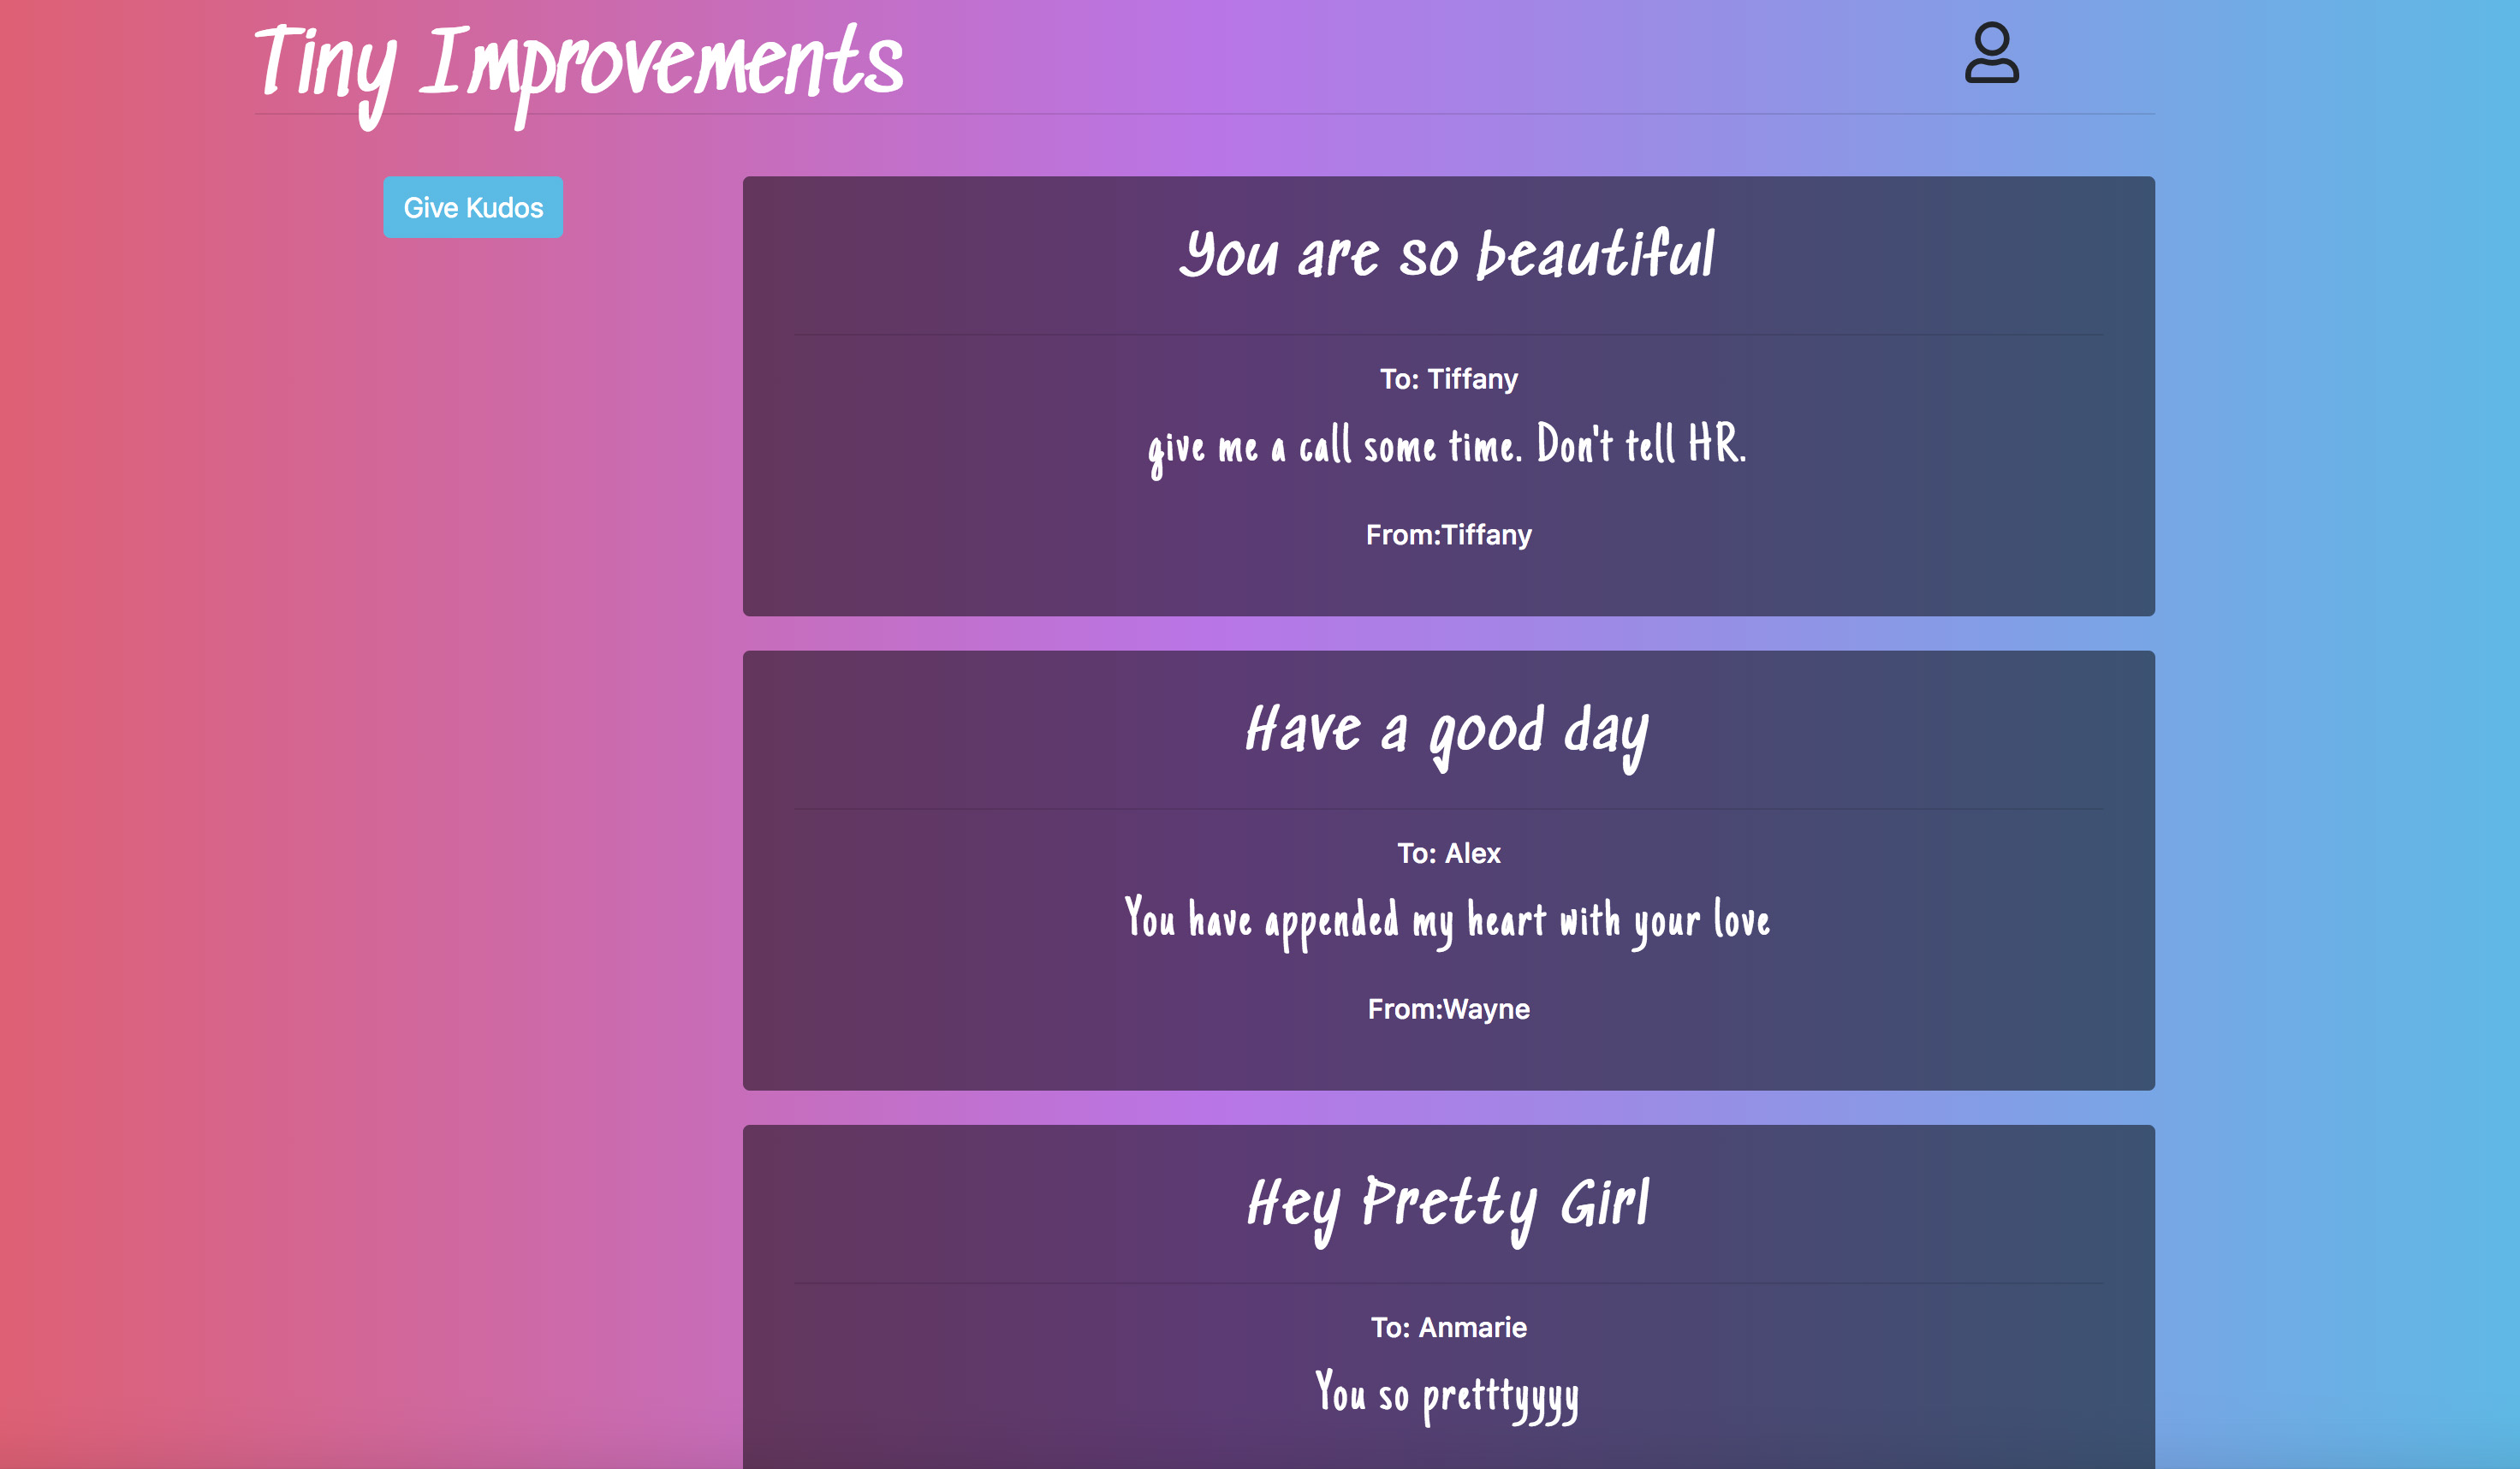 Tiny Improvements
Give Kudos
You are so beautiful
To: Tiffany
give me a call some time. Don't tell HR.
From:Tiffany
Have a good day
To: Alex
You have appended my heart with your love
From:Wayne
Hey Pretty Girl
To: Anmarie
You so pretttyyyy